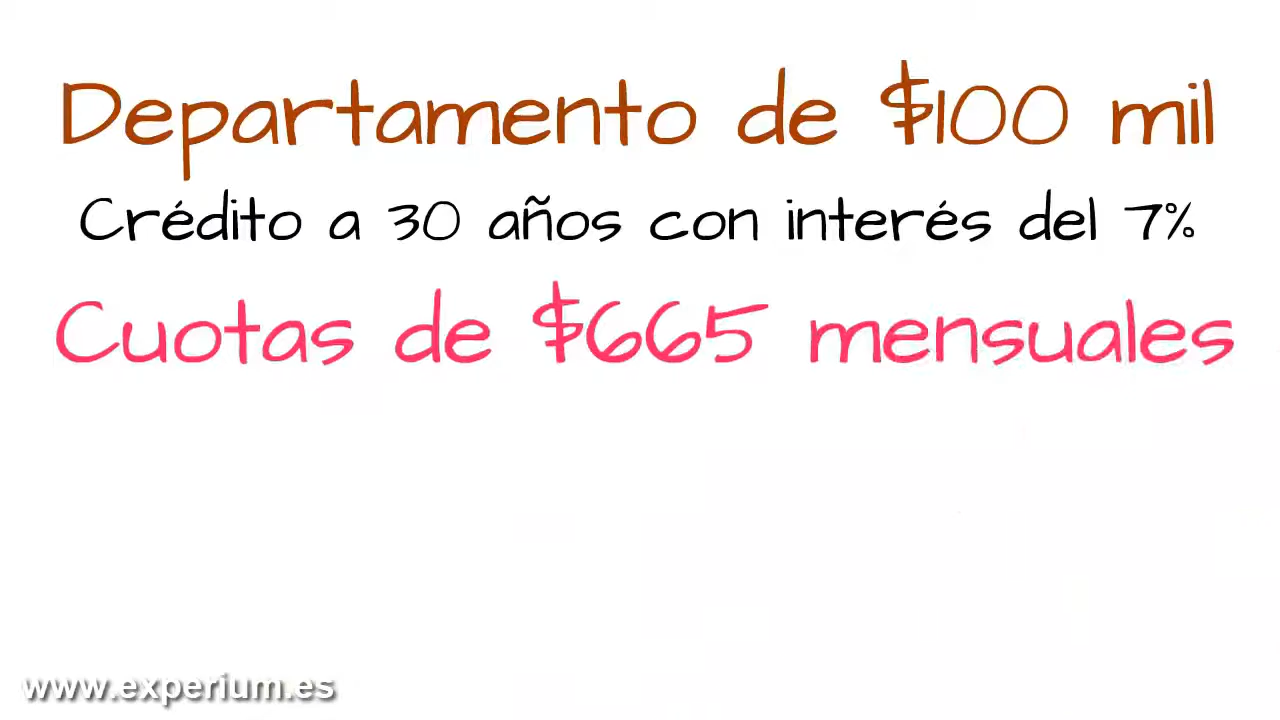 Departamento de $100 mil
Crédito a 30 años con interés del 7%
Cuotas de $665 mensuales
www.experium.es